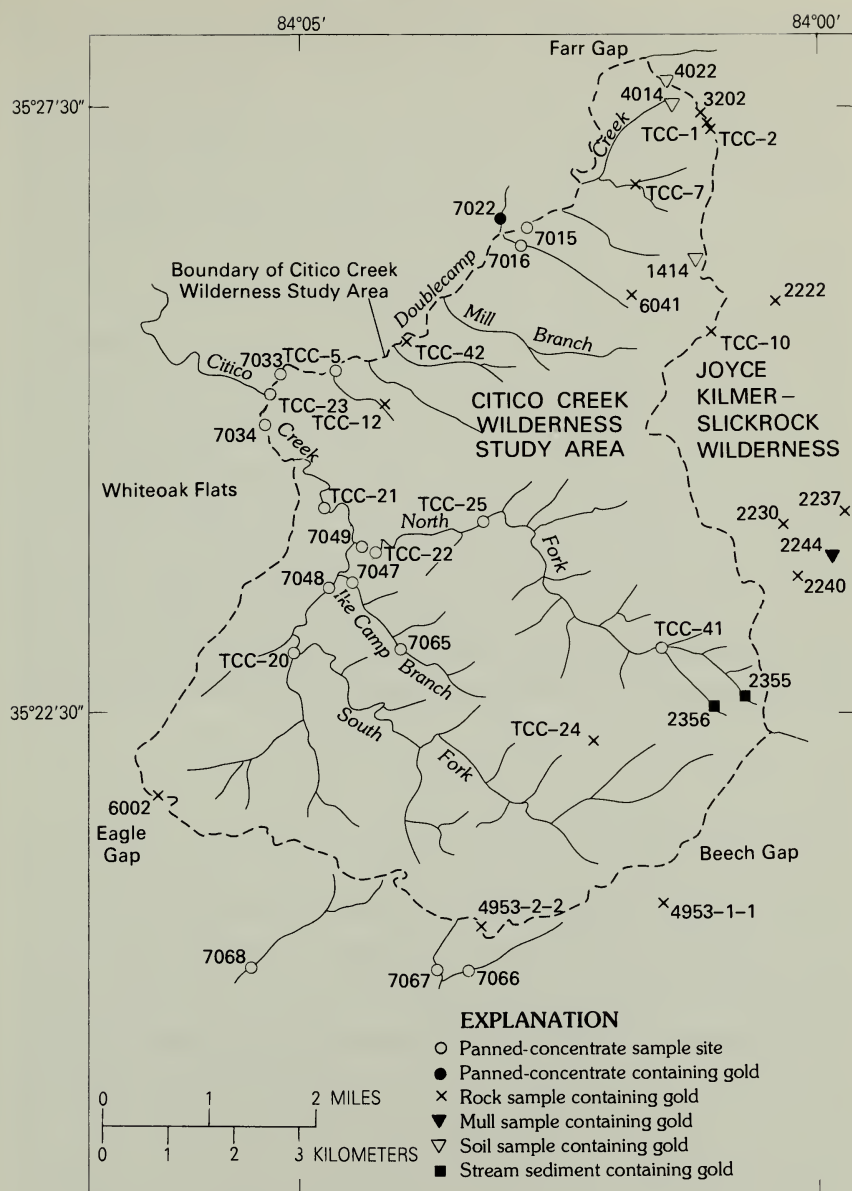 84°05′
84°00′
Farr Gap
4022
35°27′30″
4014
3202
TCC–1
TCC–2
Creek
TCC–7
7022
7015
7016
1414
Boundary of Citico Creek
Wilderness Study Area
Doublecamp
6041
2222
Mill
Branch
TCC–10
7033
TCC–5
TCC–42
Citico
TCC–23
TCC–12
CITICO CREEK
WILDERNESS
STUDY AREA
JOYCE
KILMER–
SLICKROCK
WILDERNESS
7034
Creek
Whiteoak Flats
TCC–21
TCC–25
North
Fork
2237
2230
2244
2240
7049
TCC–22
7048
7047
Ike Camp
Branch
7065
TCC–20
TCC–41
2355
2356
35°22′30″
South
Fork
TCC–24
6002
Eagle
Gap
Beech Gap
4953–2–2
4953–1–1
7068
7067
7066
EXPLANATION
Panned-concentrate sample site
Panned-concentrate containing gold
Rock sample containing gold
Mull sample containing gold
Soil sample containing gold
Stream sediment containing gold
0 1 2 MILES
0 1 2 3 KILOMETERS